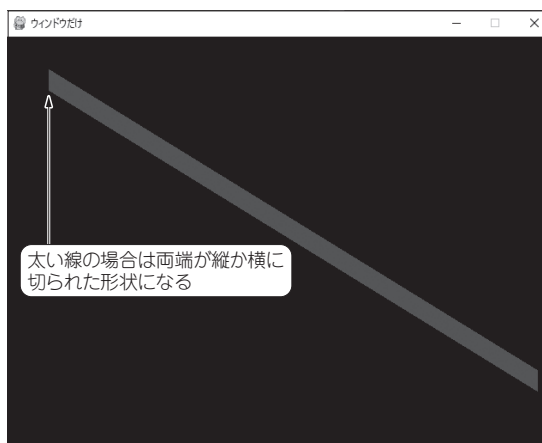 ウィンドウだけ
太い線の場合は両端が縦か横に
切られた形状になる